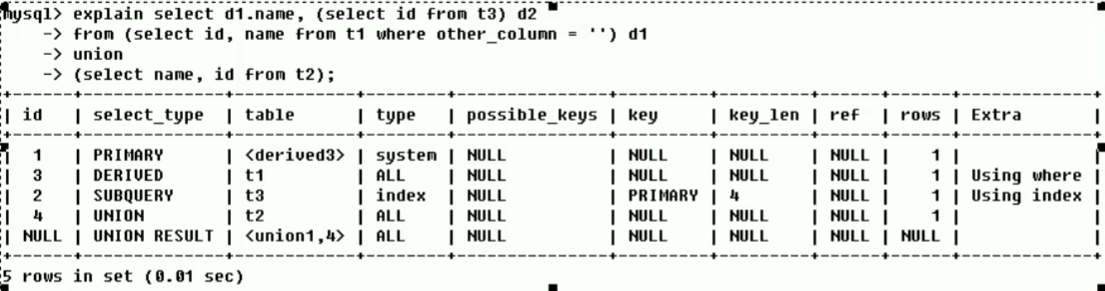 mysql> explain select d1.name, (select id from t3) d2
    -> from (select id, name from t1 where other_column = '') d1
    -> union
    -> (select name, id from t2);
+------+--------------+------------+--------+---------------+---------+---------+------+------+-------------+
| id   | select_type  | table      | type   | possible_keys | key     | key_len | ref  | rows | Extra       |
+------+--------------+------------+--------+---------------+---------+---------+------+------+-------------+
|  1   | PRIMARY      | <derived3> | system | NULL          | NULL    | NULL    | NULL |    1 |             |
|  3   | DERIVED      | t1         | ALL    | NULL          | NULL    | NULL    | NULL |    1 | Using where |
|  2   | SUBQUERY     | t3         | index  | NULL          | PRIMARY | 4       | NULL |    1 | Using index |
|  4   | UNION        | t2         | ALL    | NULL          | NULL    | NULL    | NULL |    1 |             |
| NULL | UNION RESULT | <union1,4> | ALL    | NULL          | NULL    | NULL    | NULL | NULL |             |
+------+--------------+------------+--------+---------------+---------+---------+------+------+-------------+
5 rows in set (0.01 sec)